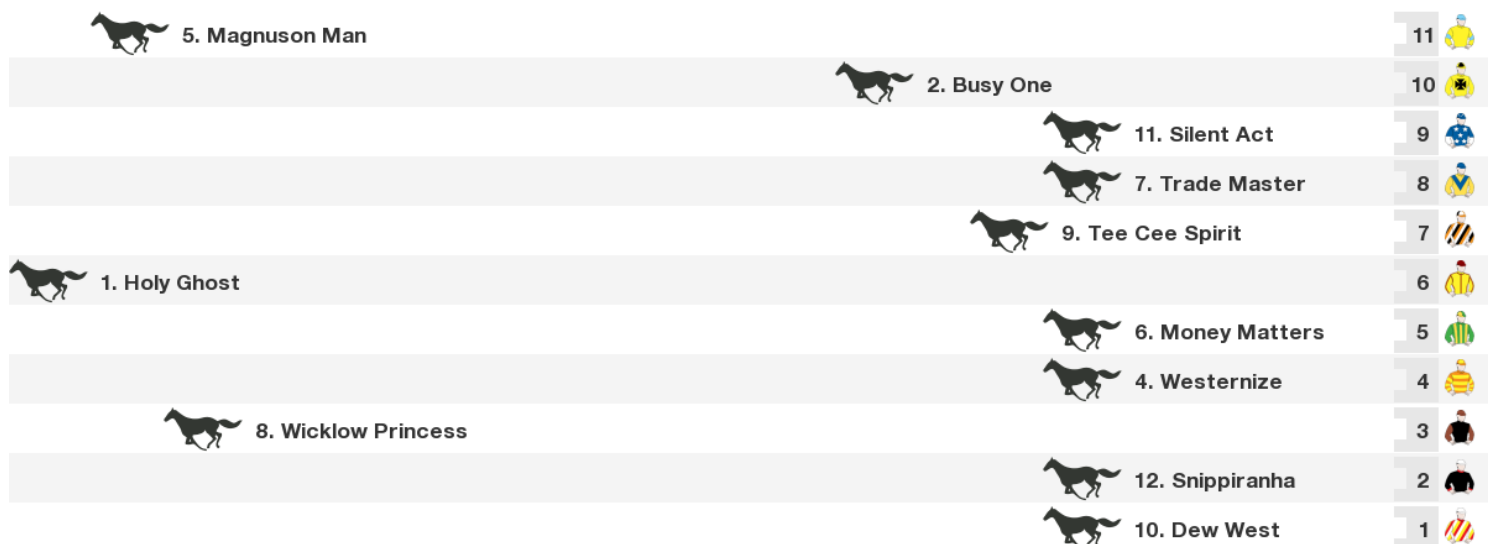 5. Magnuson Man 11
2. Busy One 10
11. Silent Act 9
7. Trade Master 8
9. Tee Cee Spirit 7
1. Holy Ghost 6
6. Money Matters 5
4. Westernize 4
8. Wicklow Princess 3
12. Snippiranha 2
10. Dew West 1